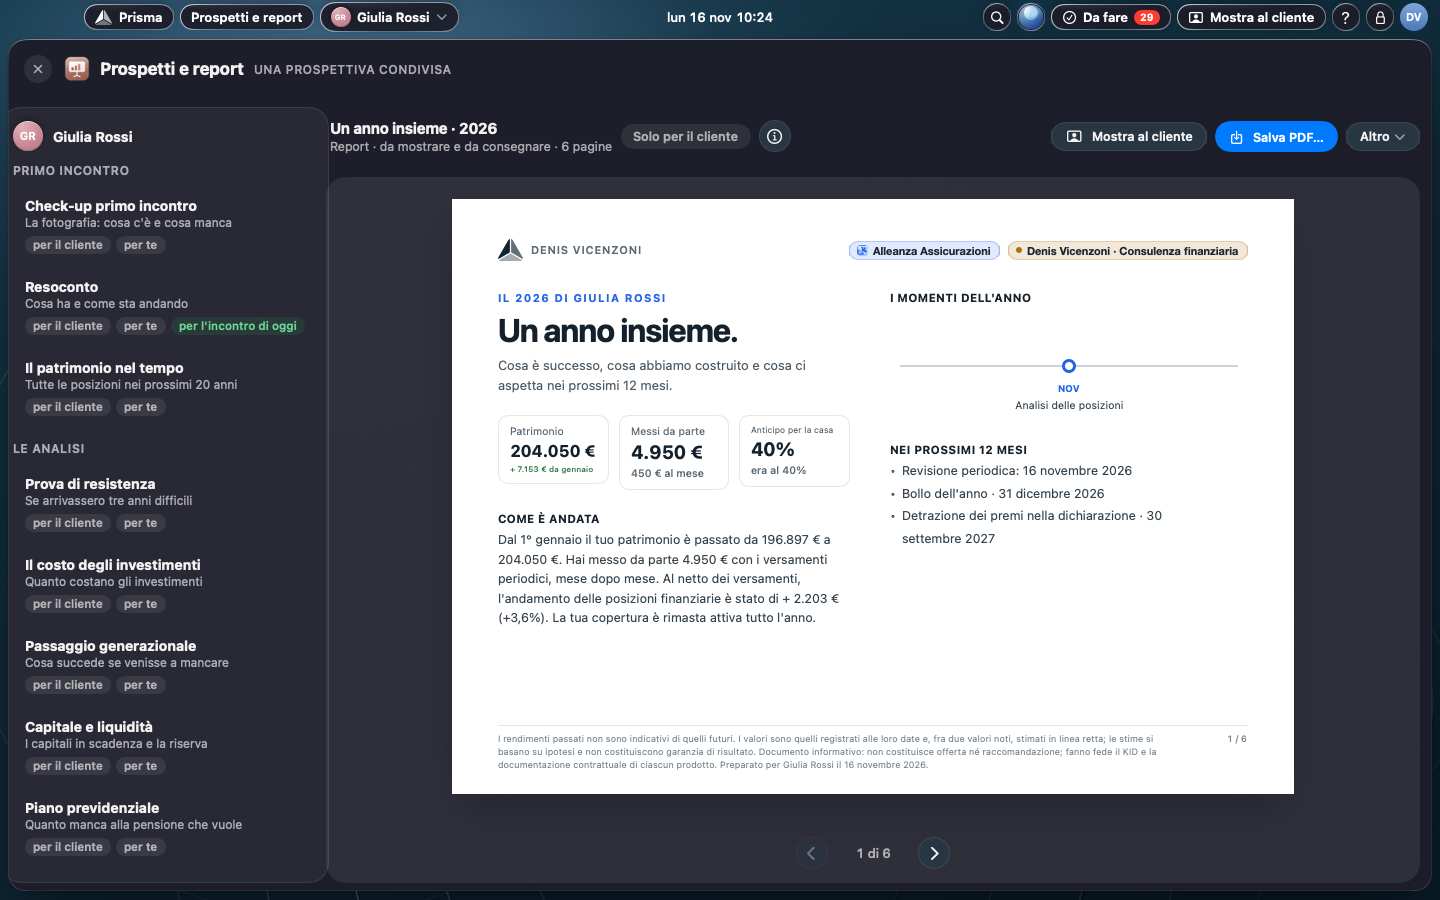 Prisma
Prospetti e report
GR Giulia Rossi
lun 16 nov 10:24
Da fare 29
Mostra al cliente
?
DV
Prospetti e report UNA PROSPETTIVA CONDIVISA
GR Giulia Rossi
PRIMO INCONTRO
Check-up primo incontro
La fotografia: cosa c'è e cosa manca
per il cliente per te
Resoconto
Cosa ha e come sta andando
per il cliente per te per l'incontro di oggi
Il patrimonio nel tempo
Tutte le posizioni nei prossimi 20 anni
per il cliente per te
LE ANALISI
Prova di resistenza
Se arrivassero tre anni difficili
per il cliente per te
Il costo degli investimenti
Quanto costano gli investimenti
per il cliente per te
Passaggio generazionale
Cosa succede se venisse a mancare
per il cliente per te
Capitale e liquidità
I capitali in scadenza e la riserva
per il cliente per te
Piano previdenziale
Quanto manca alla pensione che vuole
per il cliente per te
Un anno insieme · 2026
Report · da mostrare e da consegnare · 6 pagine
Solo per il cliente
Mostra al cliente
Salva PDF...
Altro
DENIS VICENZONI
Alleanza Assicurazioni
Denis Vicenzoni · Consulenza finanziaria
IL 2026 DI GIULIA ROSSI
Un anno insieme.
Cosa è successo, cosa abbiamo costruito e cosa ci
aspetta nei prossimi 12 mesi.
Patrimonio
204.050 €
+ 7.153 € da gennaio
Messi da parte
4.950 €
450 € al mese
Anticipo per la casa
40%
era al 40%
COME È ANDATA
Dal 1° gennaio il tuo patrimonio è passato da 196.897 € a
204.050 €. Hai messo da parte 4.950 € con i versamenti
periodici, mese dopo mese. Al netto dei versamenti,
l'andamento delle posizioni finanziarie è stato di + 2.203 €
(+3,6%). La tua copertura è rimasta attiva tutto l'anno.
I MOMENTI DELL'ANNO
NOV
Analisi delle posizioni
NEI PROSSIMI 12 MESI
• Revisione periodica: 16 novembre 2026
• Bollo dell'anno · 31 dicembre 2026
• Detrazione dei premi nella dichiarazione · 30
settembre 2027
I rendimenti passati non sono indicativi di quelli futuri. I valori sono quelli registrati alle loro date e, fra due valori noti, stimati in linea retta; le stime si
basano su ipotesi e non costituiscono garanzia di risultato. Documento informativo: non costituisce offerta né raccomandazione; fanno fede il KID e la
documentazione contrattuale di ciascun prodotto. Preparato per Giulia Rossi il 16 novembre 2026.
1 / 6
1 di 6